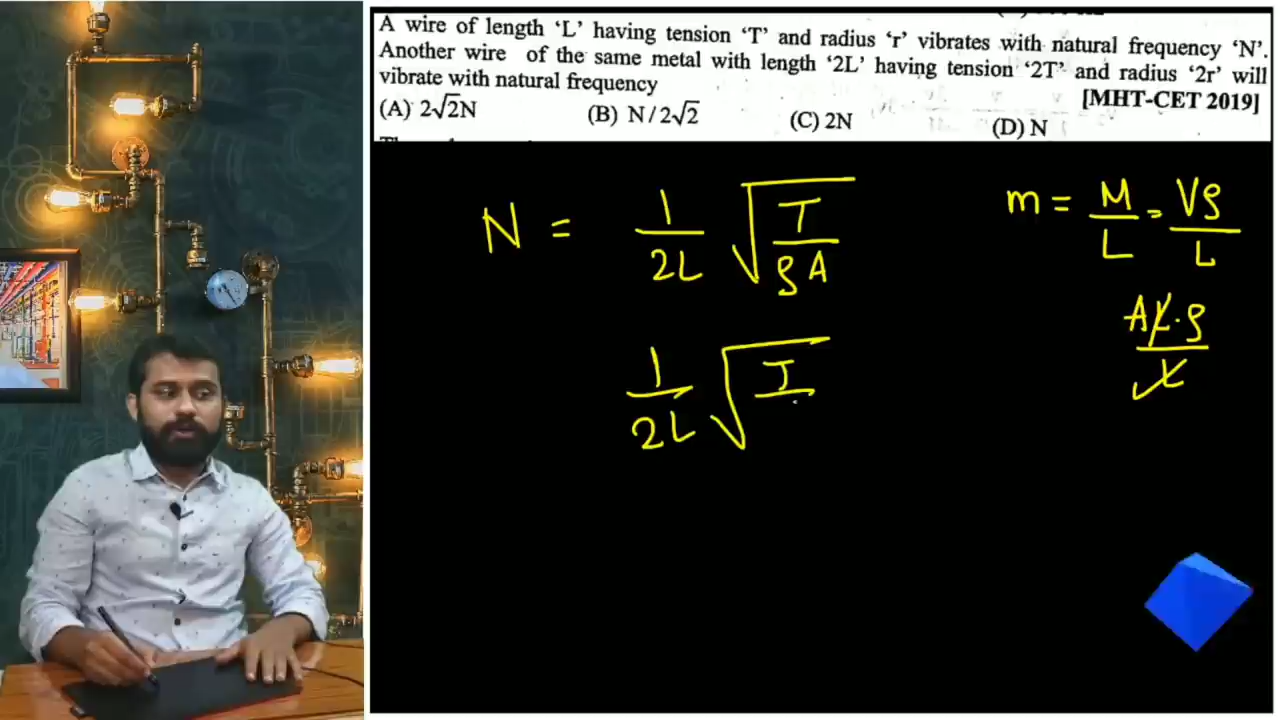 A wire of length ‘L’ having tension ‘T’ and radius ‘r’ vibrates with natural frequency ‘N’.
Another wire of the same metal with length ‘2L’ having tension ‘2T’ and radius ‘2r’ will
vibrate with natural frequency
[MHT-CET 2019]
(A) 2√2N (B) N/2√2 (C) 2N (D) N
N = 1/2L √T/ρA
m = M/L = Vρ/L
AL·ρ/L
1/2L √T